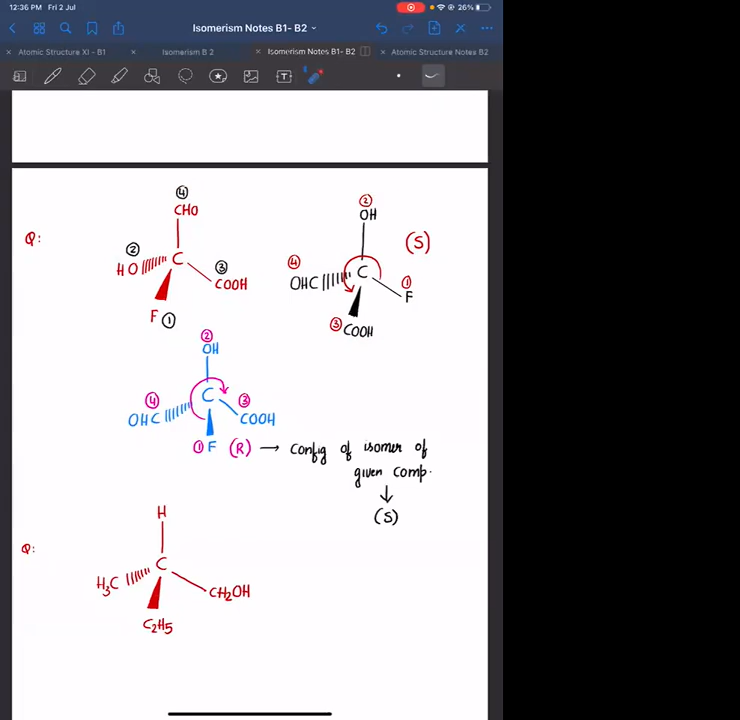 12:36 PM Fri 2 Jul
26%
Isomerism Notes B1- B2
Atomic Structure XI - B1
Isomerism B 2
Isomerism Notes B1- B2
Atomic Structure Notes B2
Q:
④
CHO
②
HO
C
③
COOH
F ①
②
OH
(S)
④
OHC
C
①
F
③ COOH
②
OH
④
OHC
C
③
COOH
① F
(R) → Config of isomer of
given comp.
↓
(S)
Q:
H
C
H3C
CH2OH
C2H5